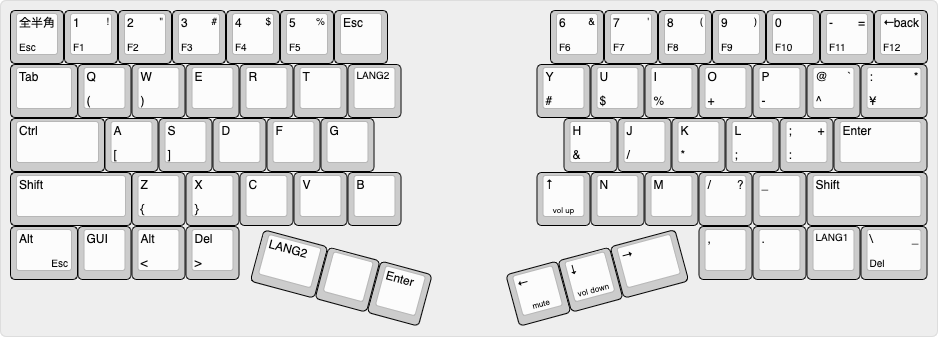 全半角 1 ! 2 " 3 # 4 $ 5 % Esc 6 & 7 ' 8 ( 9 ) 0 - = ←back
Esc F1 F2 F3 F4 F5 F6 F7 F8 F9 F10 F11 F12
Tab Q W E R T LANG2 Y U I O P @ ` : *
( ) # $ % + - ^ ¥
Ctrl A S D F G H J K L ; + Enter
[ ] & / * ; :
Shift Z X C V B ↑ N M / ? _ Shift
{ } vol up
Alt GUI Alt Del LANG2 Enter ← ↓ → , . LANG1 \ _
Esc < > mute vol down Del